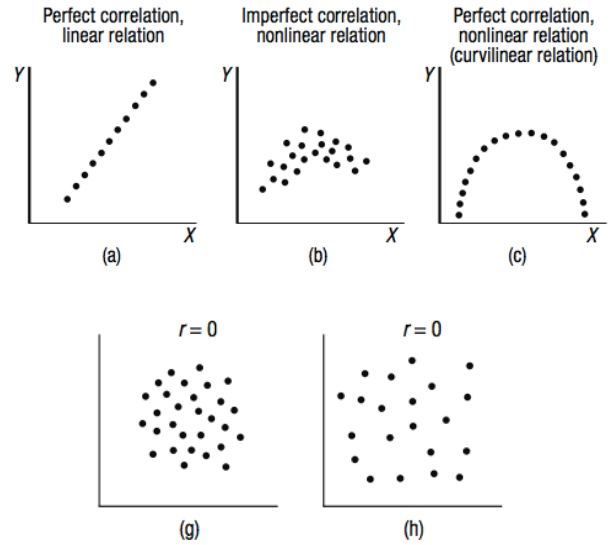 Perfect correlation,
linear relation
Imperfect correlation,
nonlinear relation
Perfect correlation,
nonlinear relation
(curvilinear relation)
Y
X
(a)
Y
X
(b)
Y
X
(c)
r = 0
(g)
r = 0
(h)